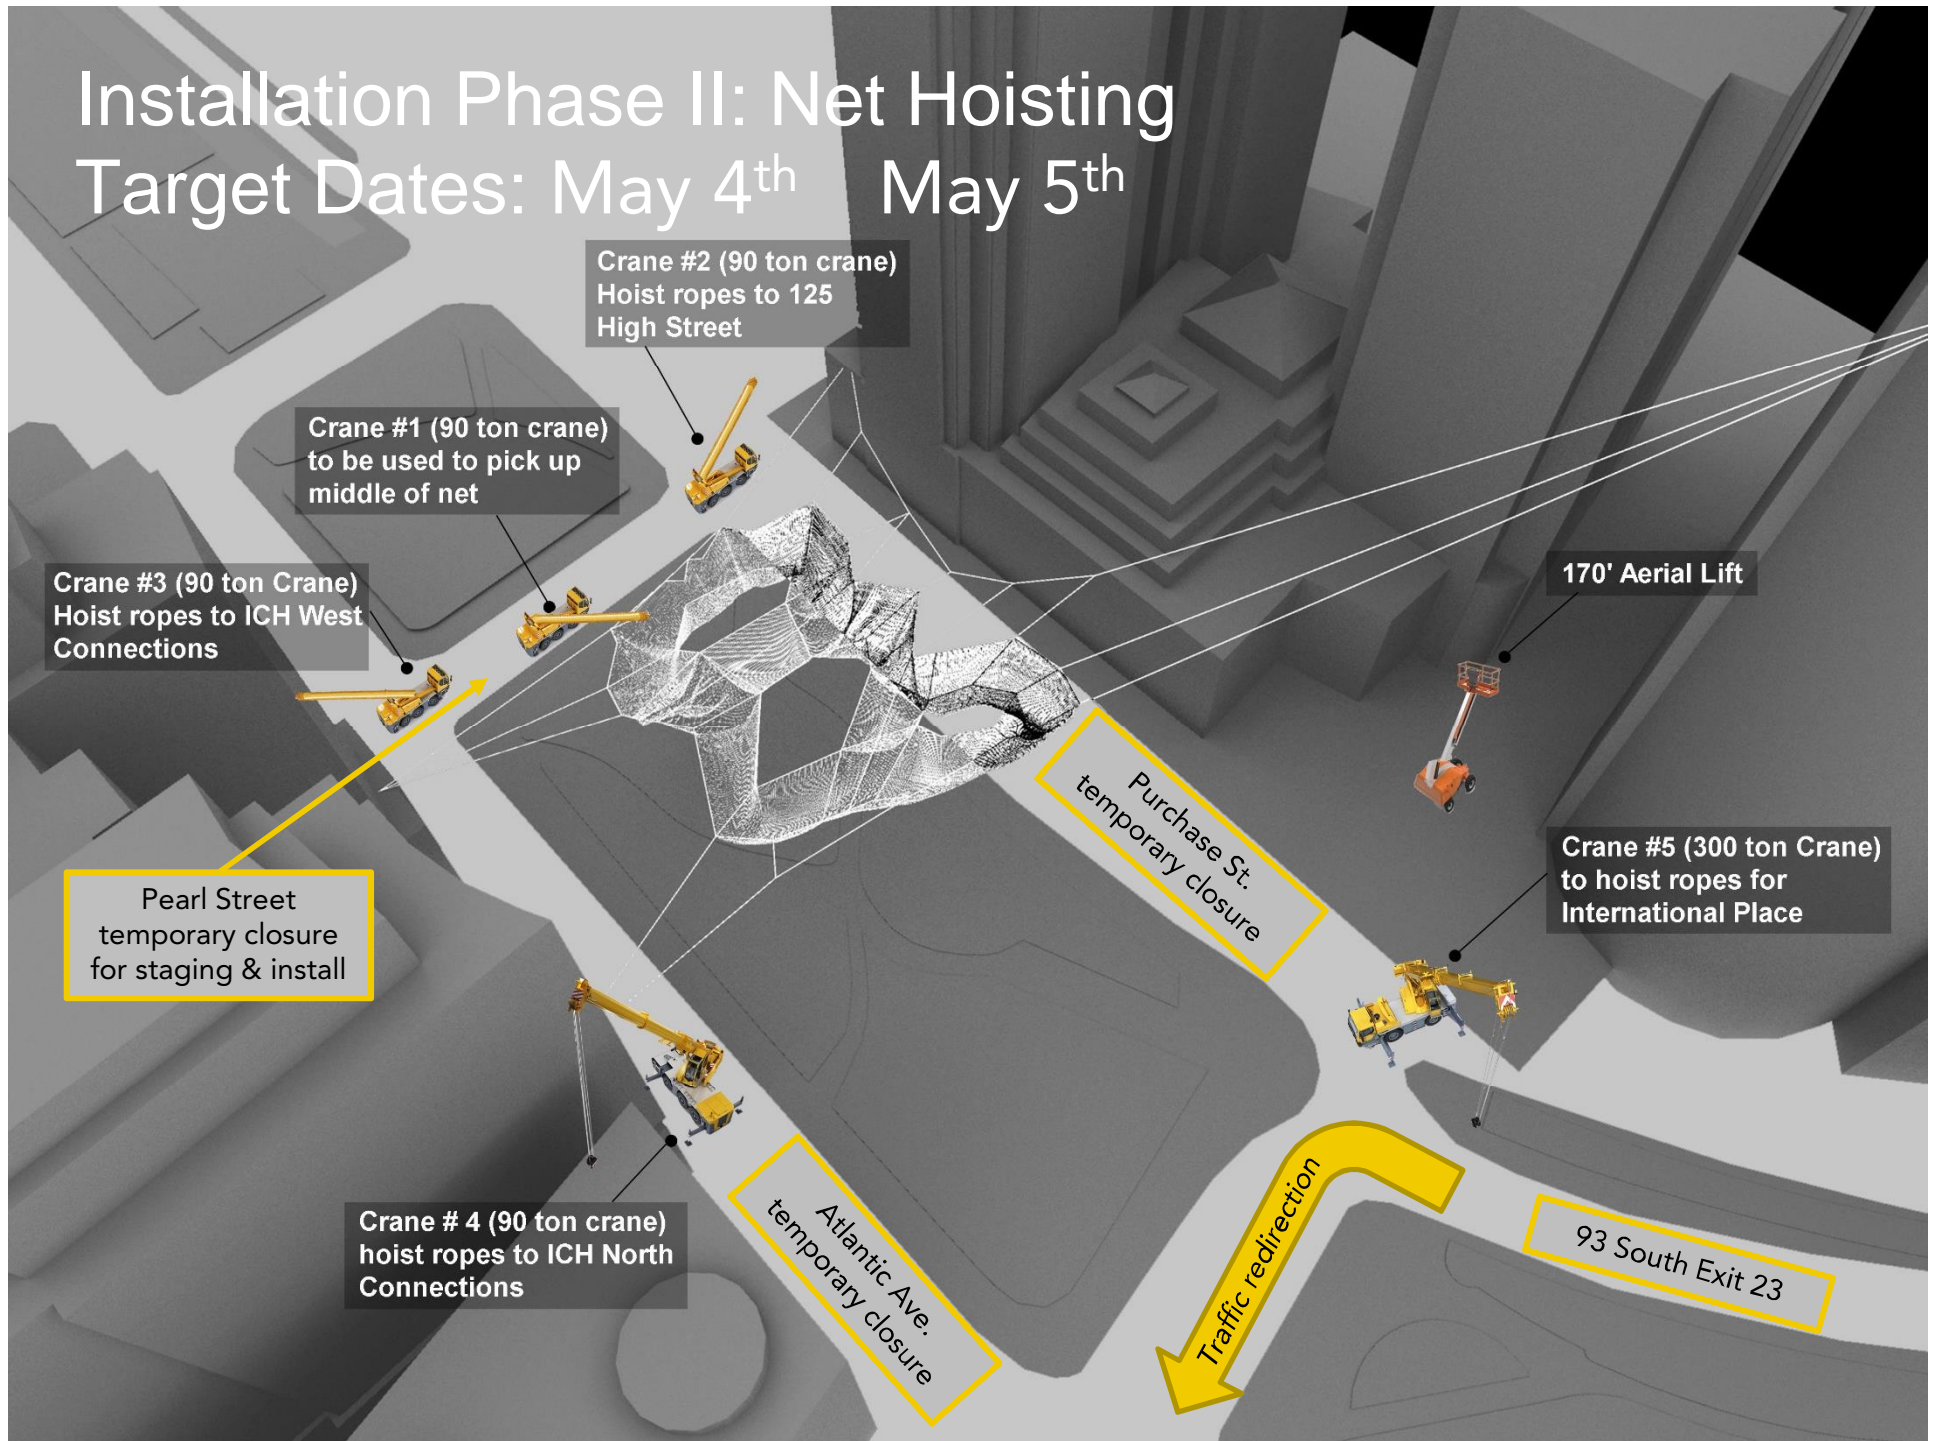 Installation Phase II: Net Hoisting
Target Dates: May 4th May 5th
Crane #2 (90 ton crane)
Hoist ropes to 125
High Street
Crane #1 (90 ton crane)
to be used to pick up
middle of net
Crane #3 (90 ton Crane)
Hoist ropes to ICH West
Connections
170' Aerial Lift
Purchase St.
temporary closure
Crane #5 (300 ton Crane)
to hoist ropes for
International Place
Pearl Street
temporary closure
for staging & install
Crane # 4 (90 ton crane)
hoist ropes to ICH North
Connections
Atlantic Ave.
temporary closure
Traffic redirection
93 South Exit 23